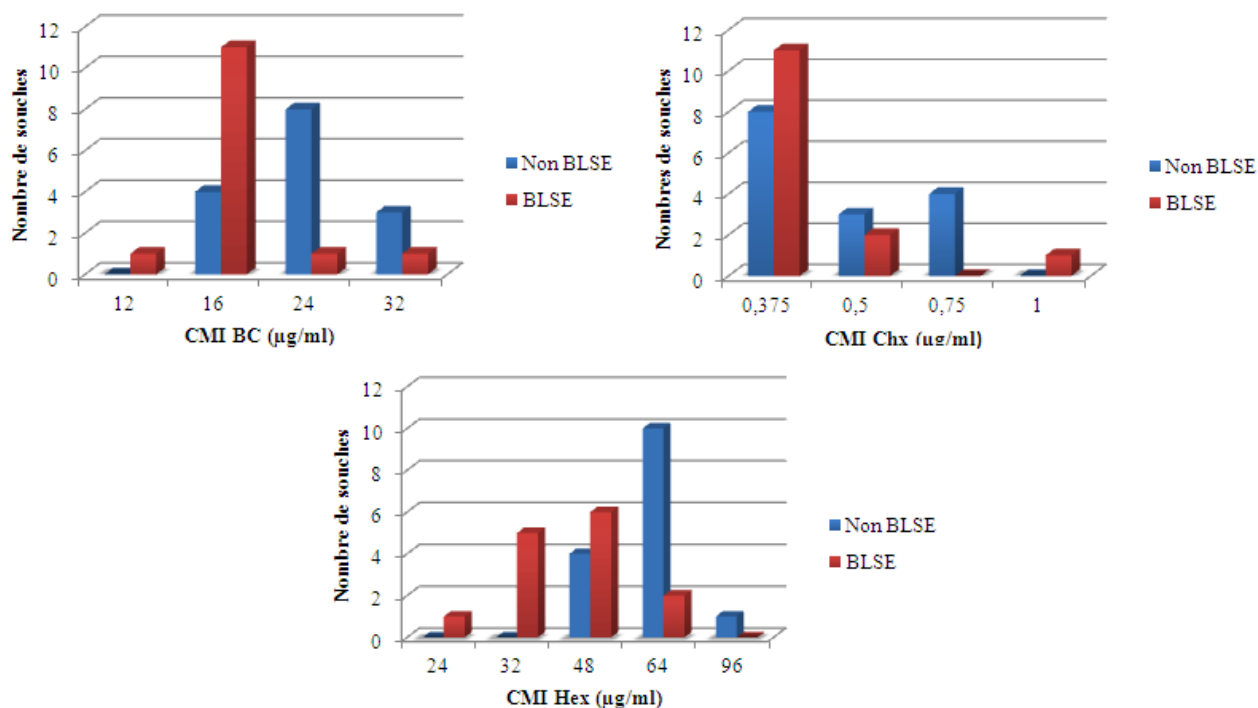 Nombre de souches
12
10
8
6
4
2
0
12 16 24 32
CMI BC (µg/ml)
Non BLSE
BLSE
Nombres de souches
12
10
8
6
4
2
0
0,375 0,5 0,75 1
CMI Chx (µg/ml)
Non BLSE
BLSE
Nombre de souches
12
10
8
6
4
2
0
24 32 48 64 96
CMI Hex (µg/ml)
Non BLSE
BLSE